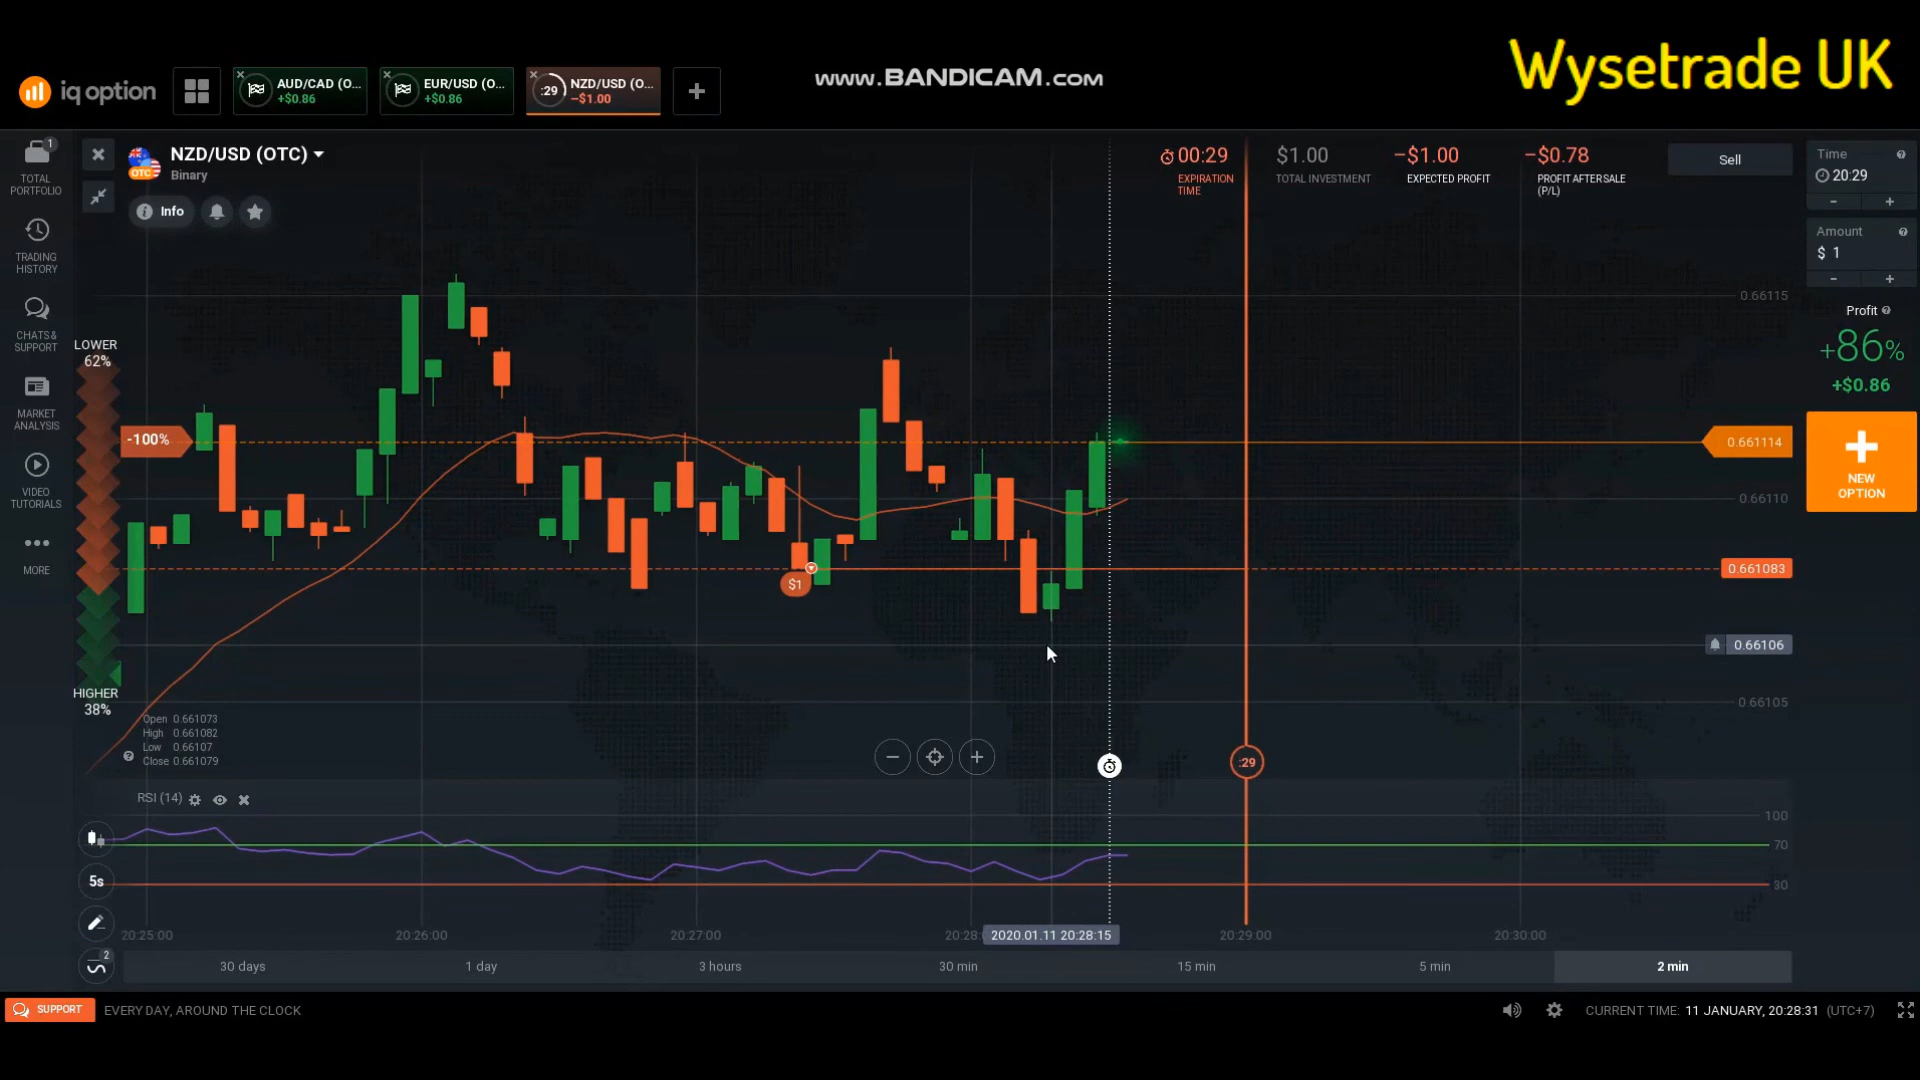 www.BANDICAM.com
Wysetrade UK
iq option
AUD/CAD (O...
+$0.86
EUR/USD (O...
+$0.86
:29
NZD/USD (O...
−$1.00
1
TOTAL
PORTFOLIO
TRADING
HISTORY
CHATS &
SUPPORT
MARKET
ANALYSIS
VIDEO
TUTORIALS
MORE
NZD/USD (OTC)
OTC
Binary
Info
00:29
EXPIRATION
TIME
$1.00
TOTAL INVESTMENT
−$1.00
EXPECTED PROFIT
−$0.78
PROFIT AFTER SALE
(P/L)
Sell
Time
20:29
− +
Amount
$ 1
− +
Profit
+86%
+$0.86
NEW
OPTION
LOWER
62%
-100%
HIGHER
38%
$1
0.66115
0.661114
0.66110
0.661083
0.66106
0.66105
Open 0.661073
High 0.661082
Low 0.66107
Close 0.661079
:29
RSI (14)
100
70
30
5s
2
20:25:00
20:26:00
20:27:00
20:28:
2020.01.11 20:28:15
20:29:00
20:30:00
30 days
1 day
3 hours
30 min
15 min
5 min
2 min
SUPPORT
EVERY DAY, AROUND THE CLOCK
CURRENT TIME: 11 JANUARY, 20:28:31 (UTC+7)